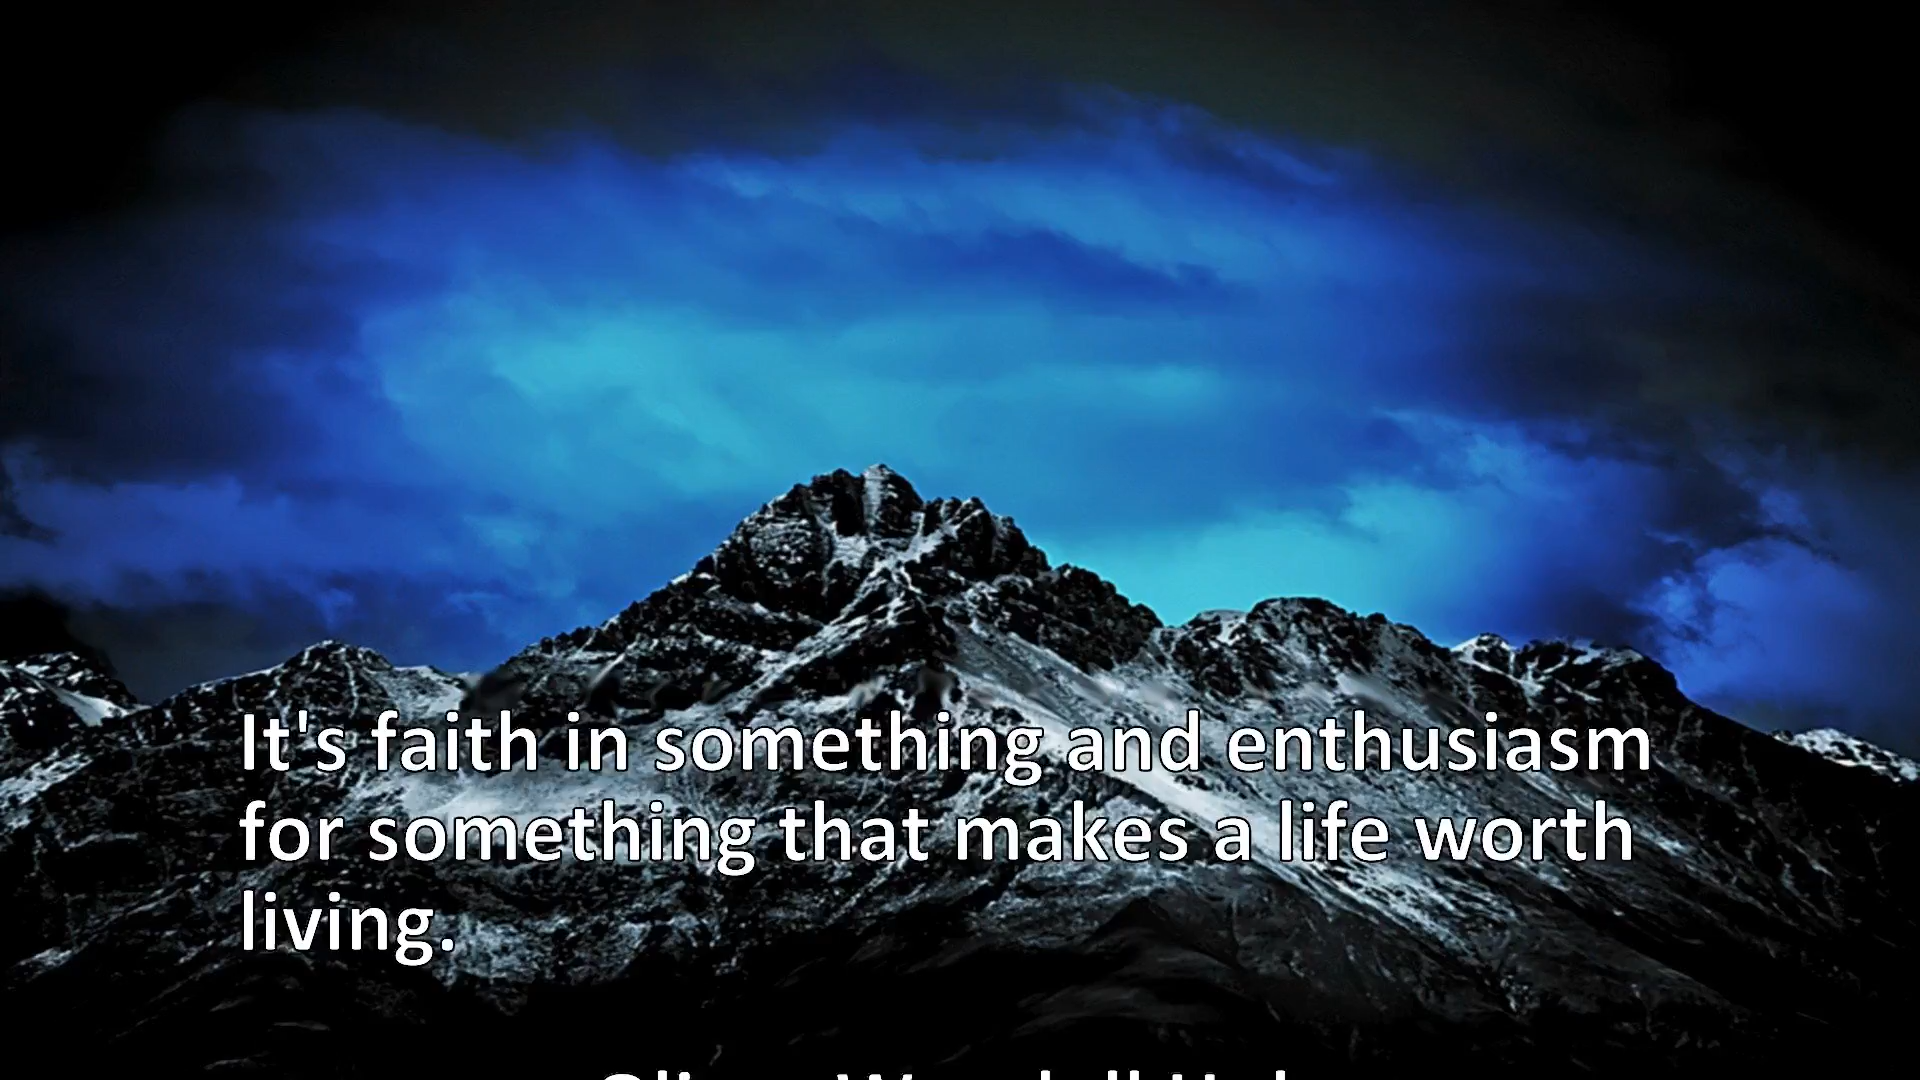 It's faith in something and enthusiasm
for something that makes a life worth
living.